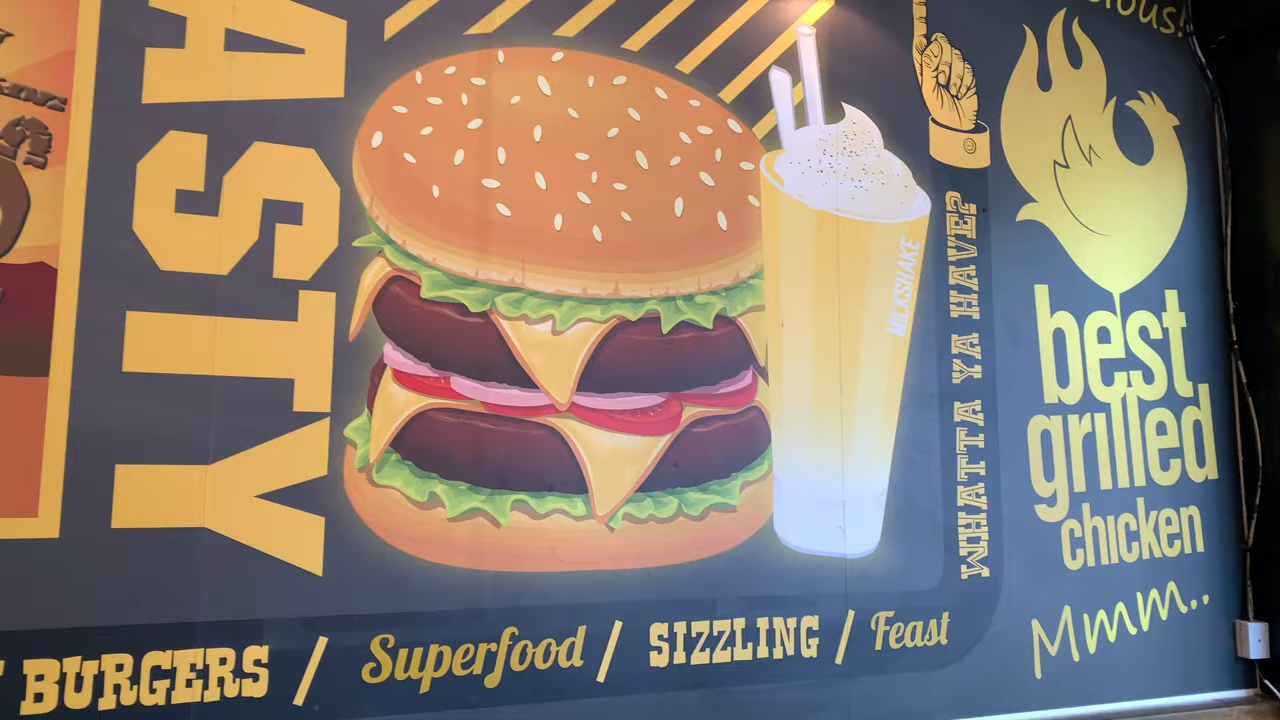 ASTY
MILKSHAKE
WHATTA YA HAVE?
best
grilled
chicken
Mmm..
BURGERS / Superfood / SIZZLING / Feast